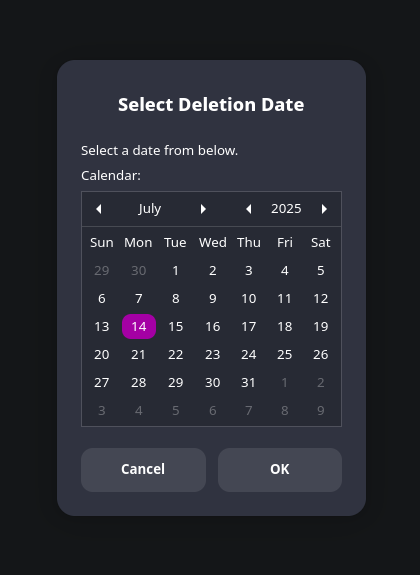 Select Deletion Date
Select a date from below.
Calendar:
July 2025
Sun Mon Tue Wed Thu Fri Sat
29 30 1 2 3 4 5
6 7 8 9 10 11 12
13 14 15 16 17 18 19
20 21 22 23 24 25 26
27 28 29 30 31 1 2
3 4 5 6 7 8 9
Cancel OK